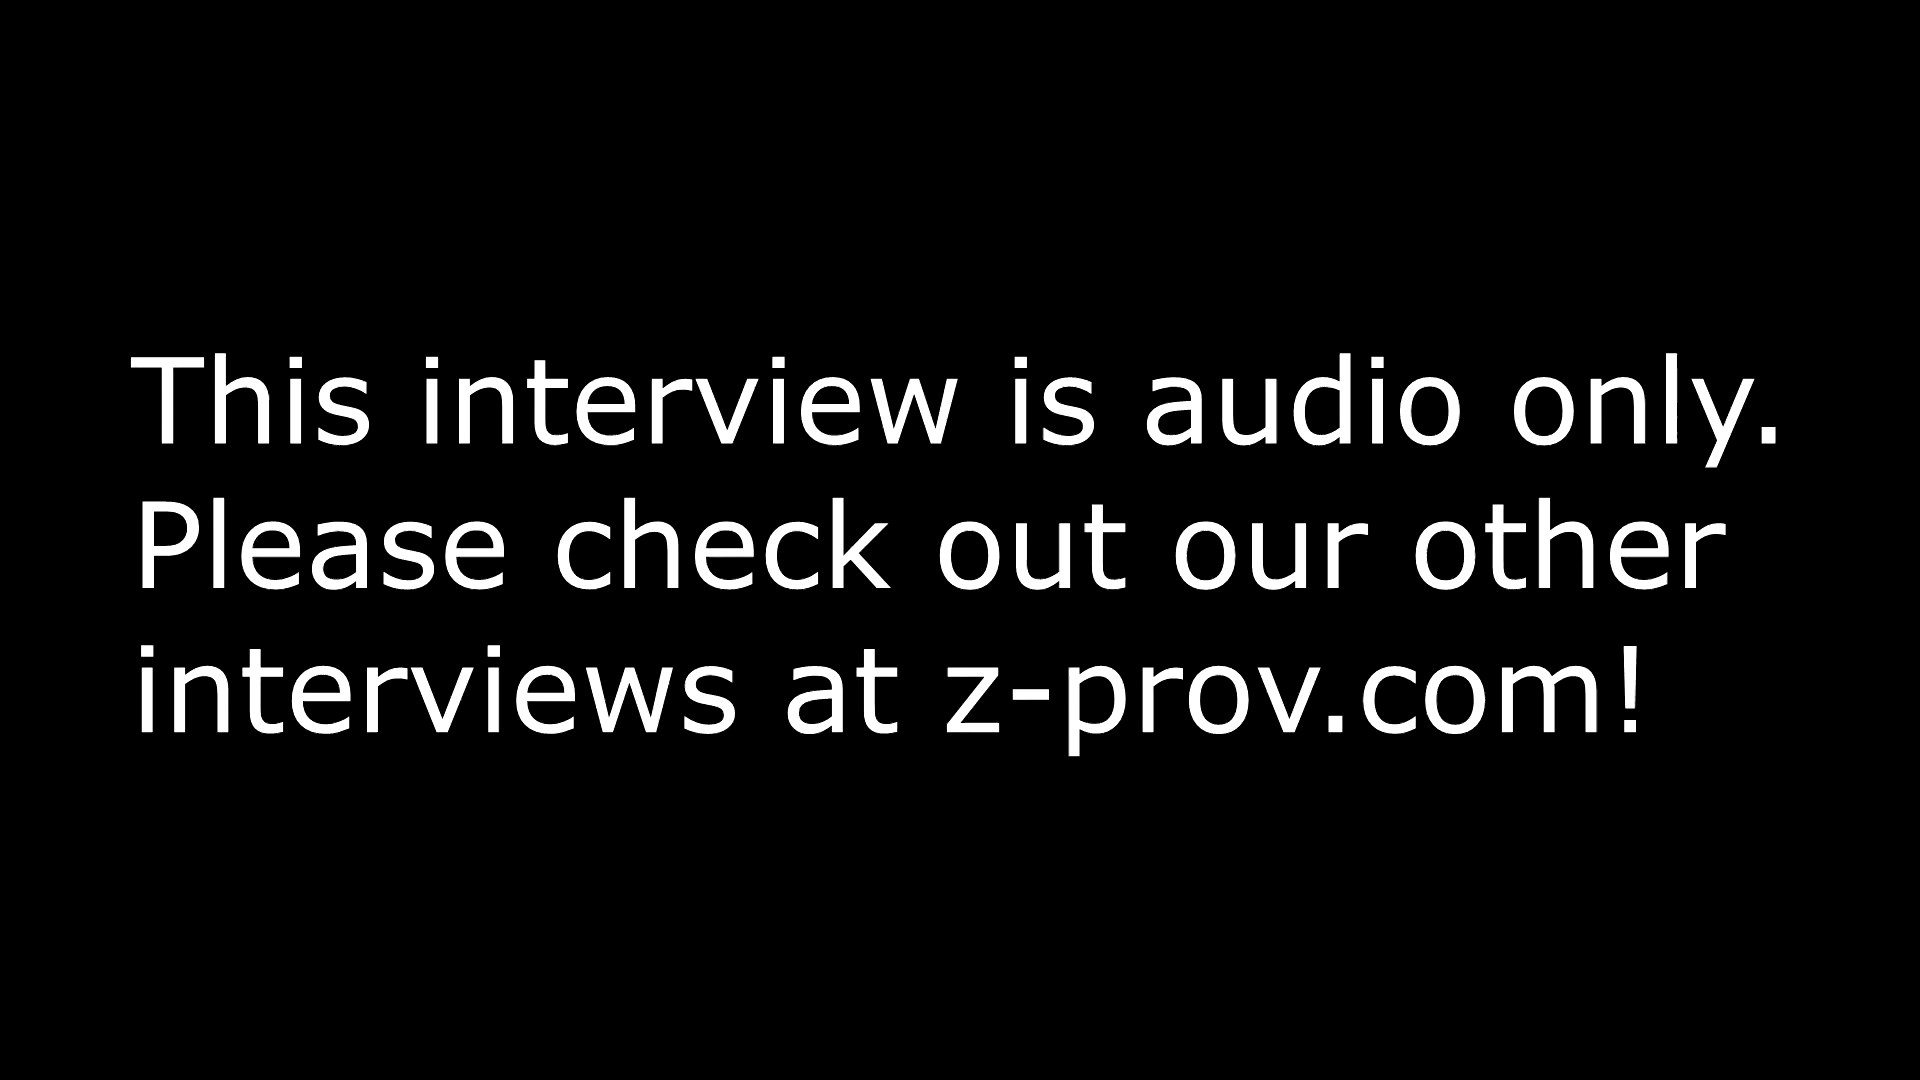 This interview is audio only.
Please check out our other
interviews at z-prov.com!